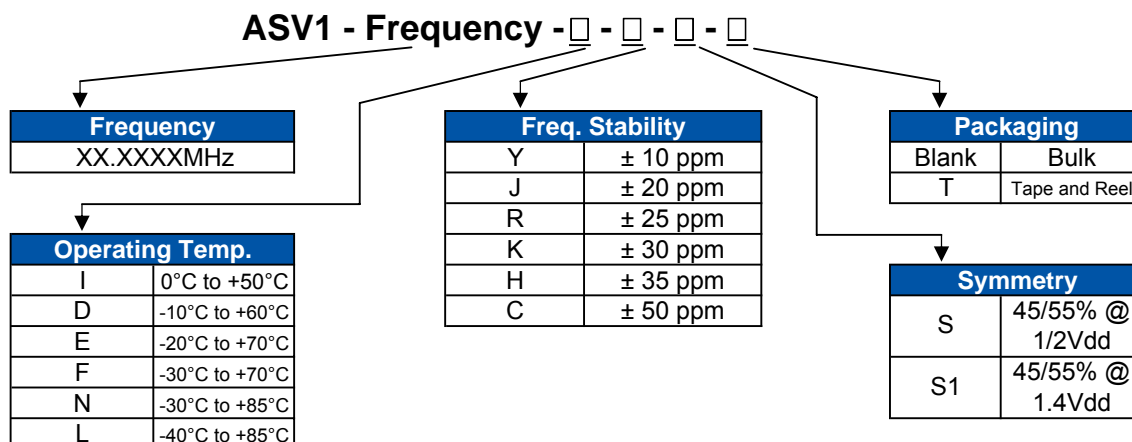 ASV1 - Frequency -□ - □ - □ - □
Frequency
XX.XXXXMHz
Operating Temp.
I 0°C to +50°C
D -10°C to +60°C
E -20°C to +70°C
F -30°C to +70°C
N -30°C to +85°C
L -40°C to +85°C
Freq. Stability
Y ± 10 ppm
J ± 20 ppm
R ± 25 ppm
K ± 30 ppm
H ± 35 ppm
C ± 50 ppm
Packaging
Blank Bulk
T Tape and Reel
Symmetry
S 45/55% @
1/2Vdd
S1 45/55% @
1.4Vdd